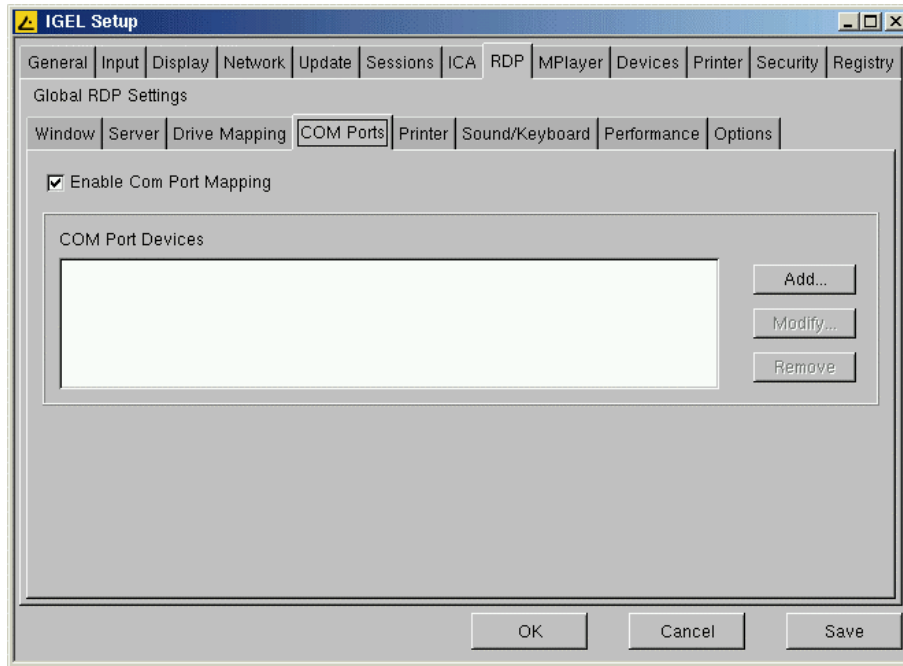 IGEL Setup
General Input Display Network Update Sessions ICA RDP MPlayer Devices Printer Security Registry
Global RDP Settings
Window Server Drive Mapping COM Ports Printer Sound/Keyboard Performance Options
Enable Com Port Mapping
COM Port Devices
Add...
Modify...
Remove
OK Cancel Save